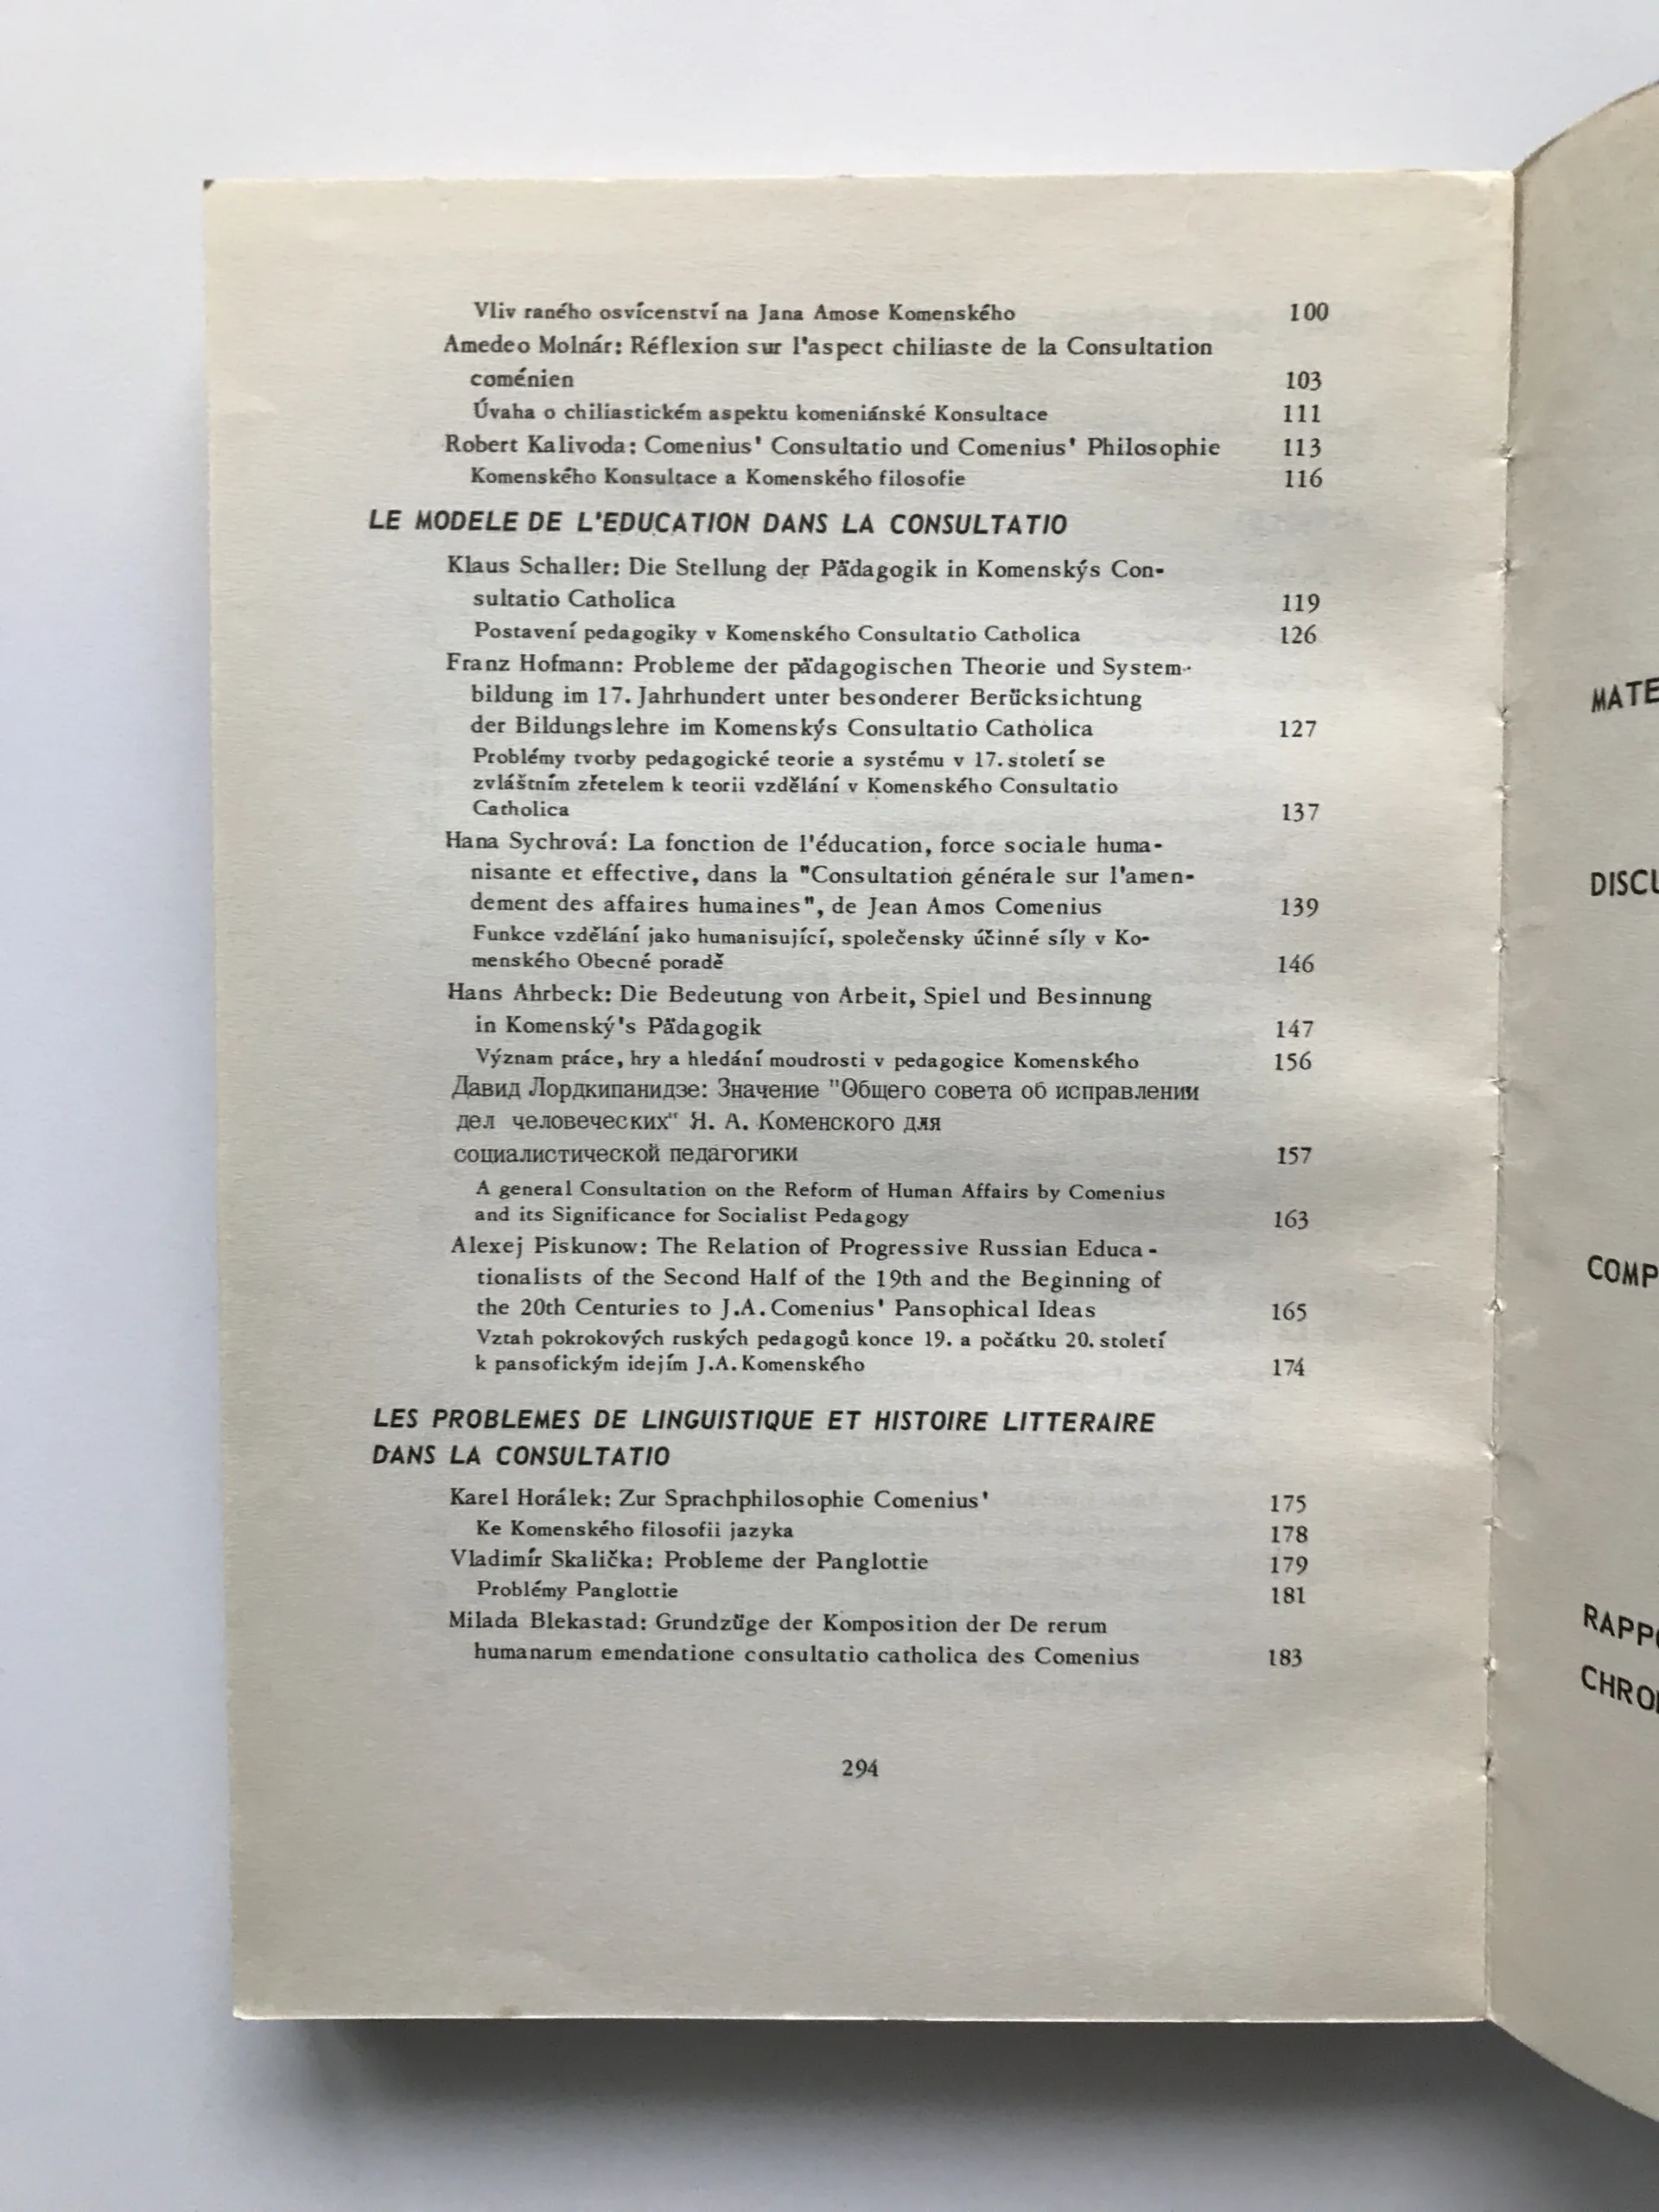 Vliv raného osvícenství na Jana Amose Komenského 100
Amedeo Molnár: Réflexion sur l'aspect chiliaste de la Consultation
coménien 103
Úvaha o chiliastickém aspektu komeniánské Konsultace 111
Robert Kalivoda: Comenius' Consultatio und Comenius' Philosophie 113
Komenského Konsultace a Komenského filosofie 116
LE MODELE DE L'EDUCATION DANS LA CONSULTATIO
Klaus Schaller: Die Stellung der Pädagogik in Komenskýs Con-
sultatio Catholica 119
Postavení pedagogiky v Komenského Consultatio Catholica 126
Franz Hofmann: Probleme der pädagogischen Theorie und System-
bildung im 17. Jahrhundert unter besonderer Berücksichtung
der Bildungslehre im Komenskýs Consultatio Catholica 127
Problémy tvorby pedagogické teorie a systému v 17. století se
zvláštním zřetelem k teorii vzdělání v Komenského Consultatio
Catholica 137
Hana Sychrová: La fonction de l'éducation, force sociale huma-
nisante et effective, dans la "Consultation générale sur l'amen-
dement des affaires humaines", de Jean Amos Comenius 139
Funkce vzdělání jako humanisující, společensky účinné síly v Ko-
menského Obecné poradě 146
Hans Ahrbeck: Die Bedeutung von Arbeit, Spiel und Besinnung
in Komenský's Pädagogik 147
Význam práce, hry a hledání moudrosti v pedagogice Komenského 156
Давид Лордкипанидзе: Значение "Общего совета об исправлении
дел человеческих" Я. А. Коменского для
социалистической педагогики 157
A general Consultation on the Reform of Human Affairs by Comenius
and its Significance for Socialist Pedagogy 163
Alexej Piskunow: The Relation of Progressive Russian Educa-
tionalists of the Second Half of the 19th and the Beginning of
the 20th Centuries to J.A. Comenius' Pansophical Ideas 165
Vztah pokrokových ruských pedagogů konce 19. a počátku 20. století
k pansofickým idejím J.A. Komenského 174
LES PROBLEMES DE LINGUISTIQUE ET HISTOIRE LITTERAIRE
DANS LA CONSULTATIO
Karel Horálek: Zur Sprachphilosophie Comenius' 175
Ke Komenského filosofii jazyka 178
Vladimír Skalička: Probleme der Panglottie 179
Problémy Panglottie 181
Milada Blekastad: Grundzüge der Komposition der De rerum
humanarum emendatione consultatio catholica des Comenius 183
294
MATE
DISCU
COMP
RAPPO
CHRO